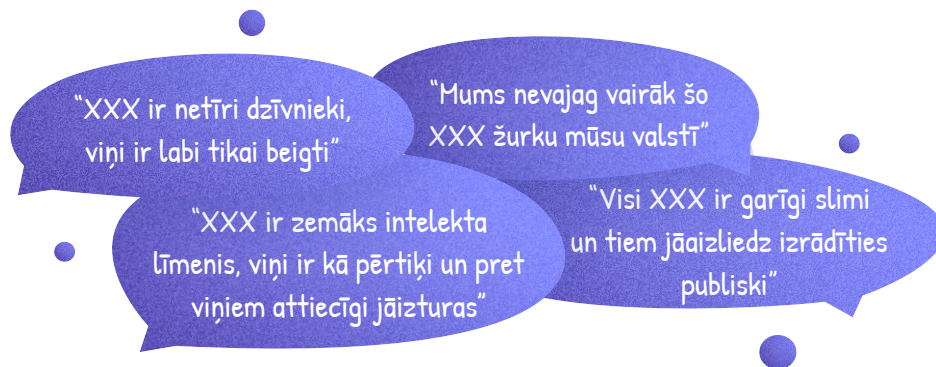 “XXX ir netīri dzīvnieki,
viņi ir labi tikai beigti”
“Mums nevajag vairāk šo
XXX žurku mūsu valstī”
“XXX ir zemāks intelekta
līmenis, viņi ir kā pērtiķi un pret
viņiem attiecīgi jāizturas”
“Visi XXX ir garīgi slimi
un tiem jāaizliedz izrādīties
publiski”